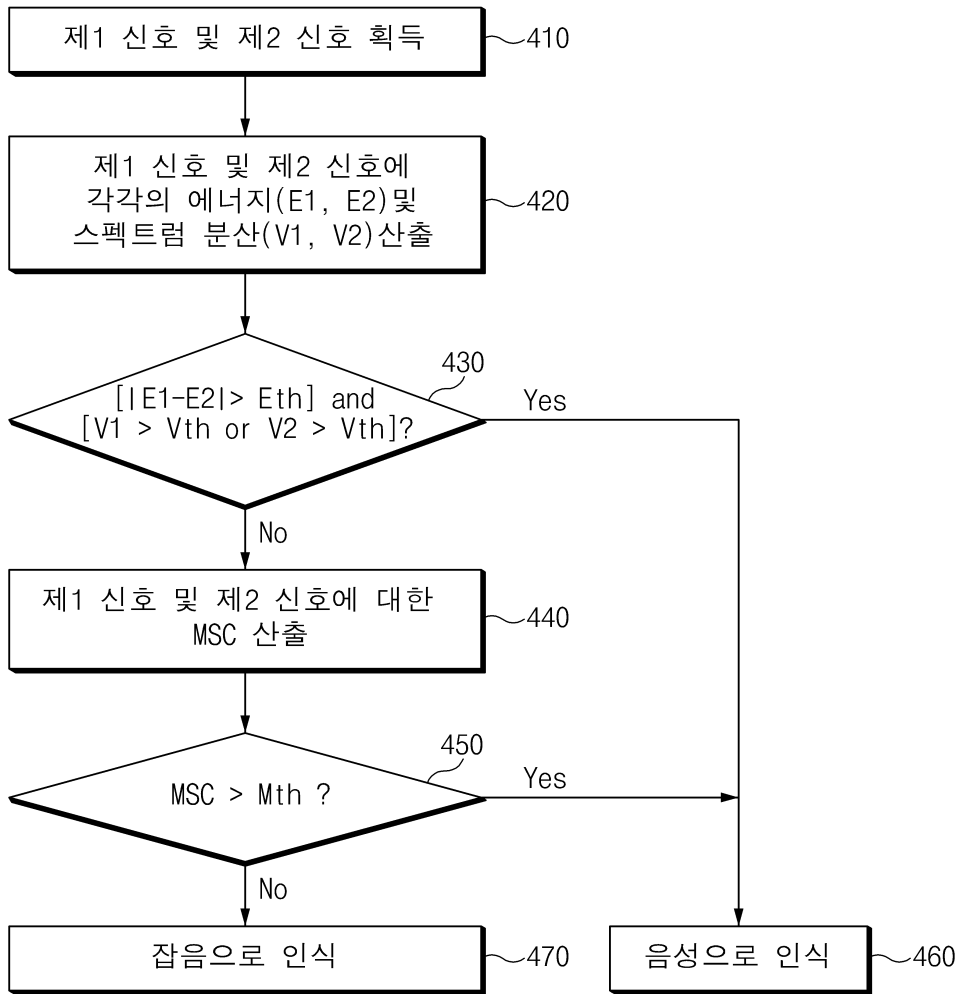 제1 신호 및 제2 신호 획득
410
제1 신호 및 제2 신호에
각각의 에너지(E1, E2)및
스펙트럼 분산(V1, V2)산출
420
430
[|E1-E2|> Eth] and
[V1 > Vth or V2 > Vth]?
Yes
No
제1 신호 및 제2 신호에 대한
MSC 산출
440
450
MSC > Mth ?
Yes
No
잡음으로 인식
470
음성으로 인식
460